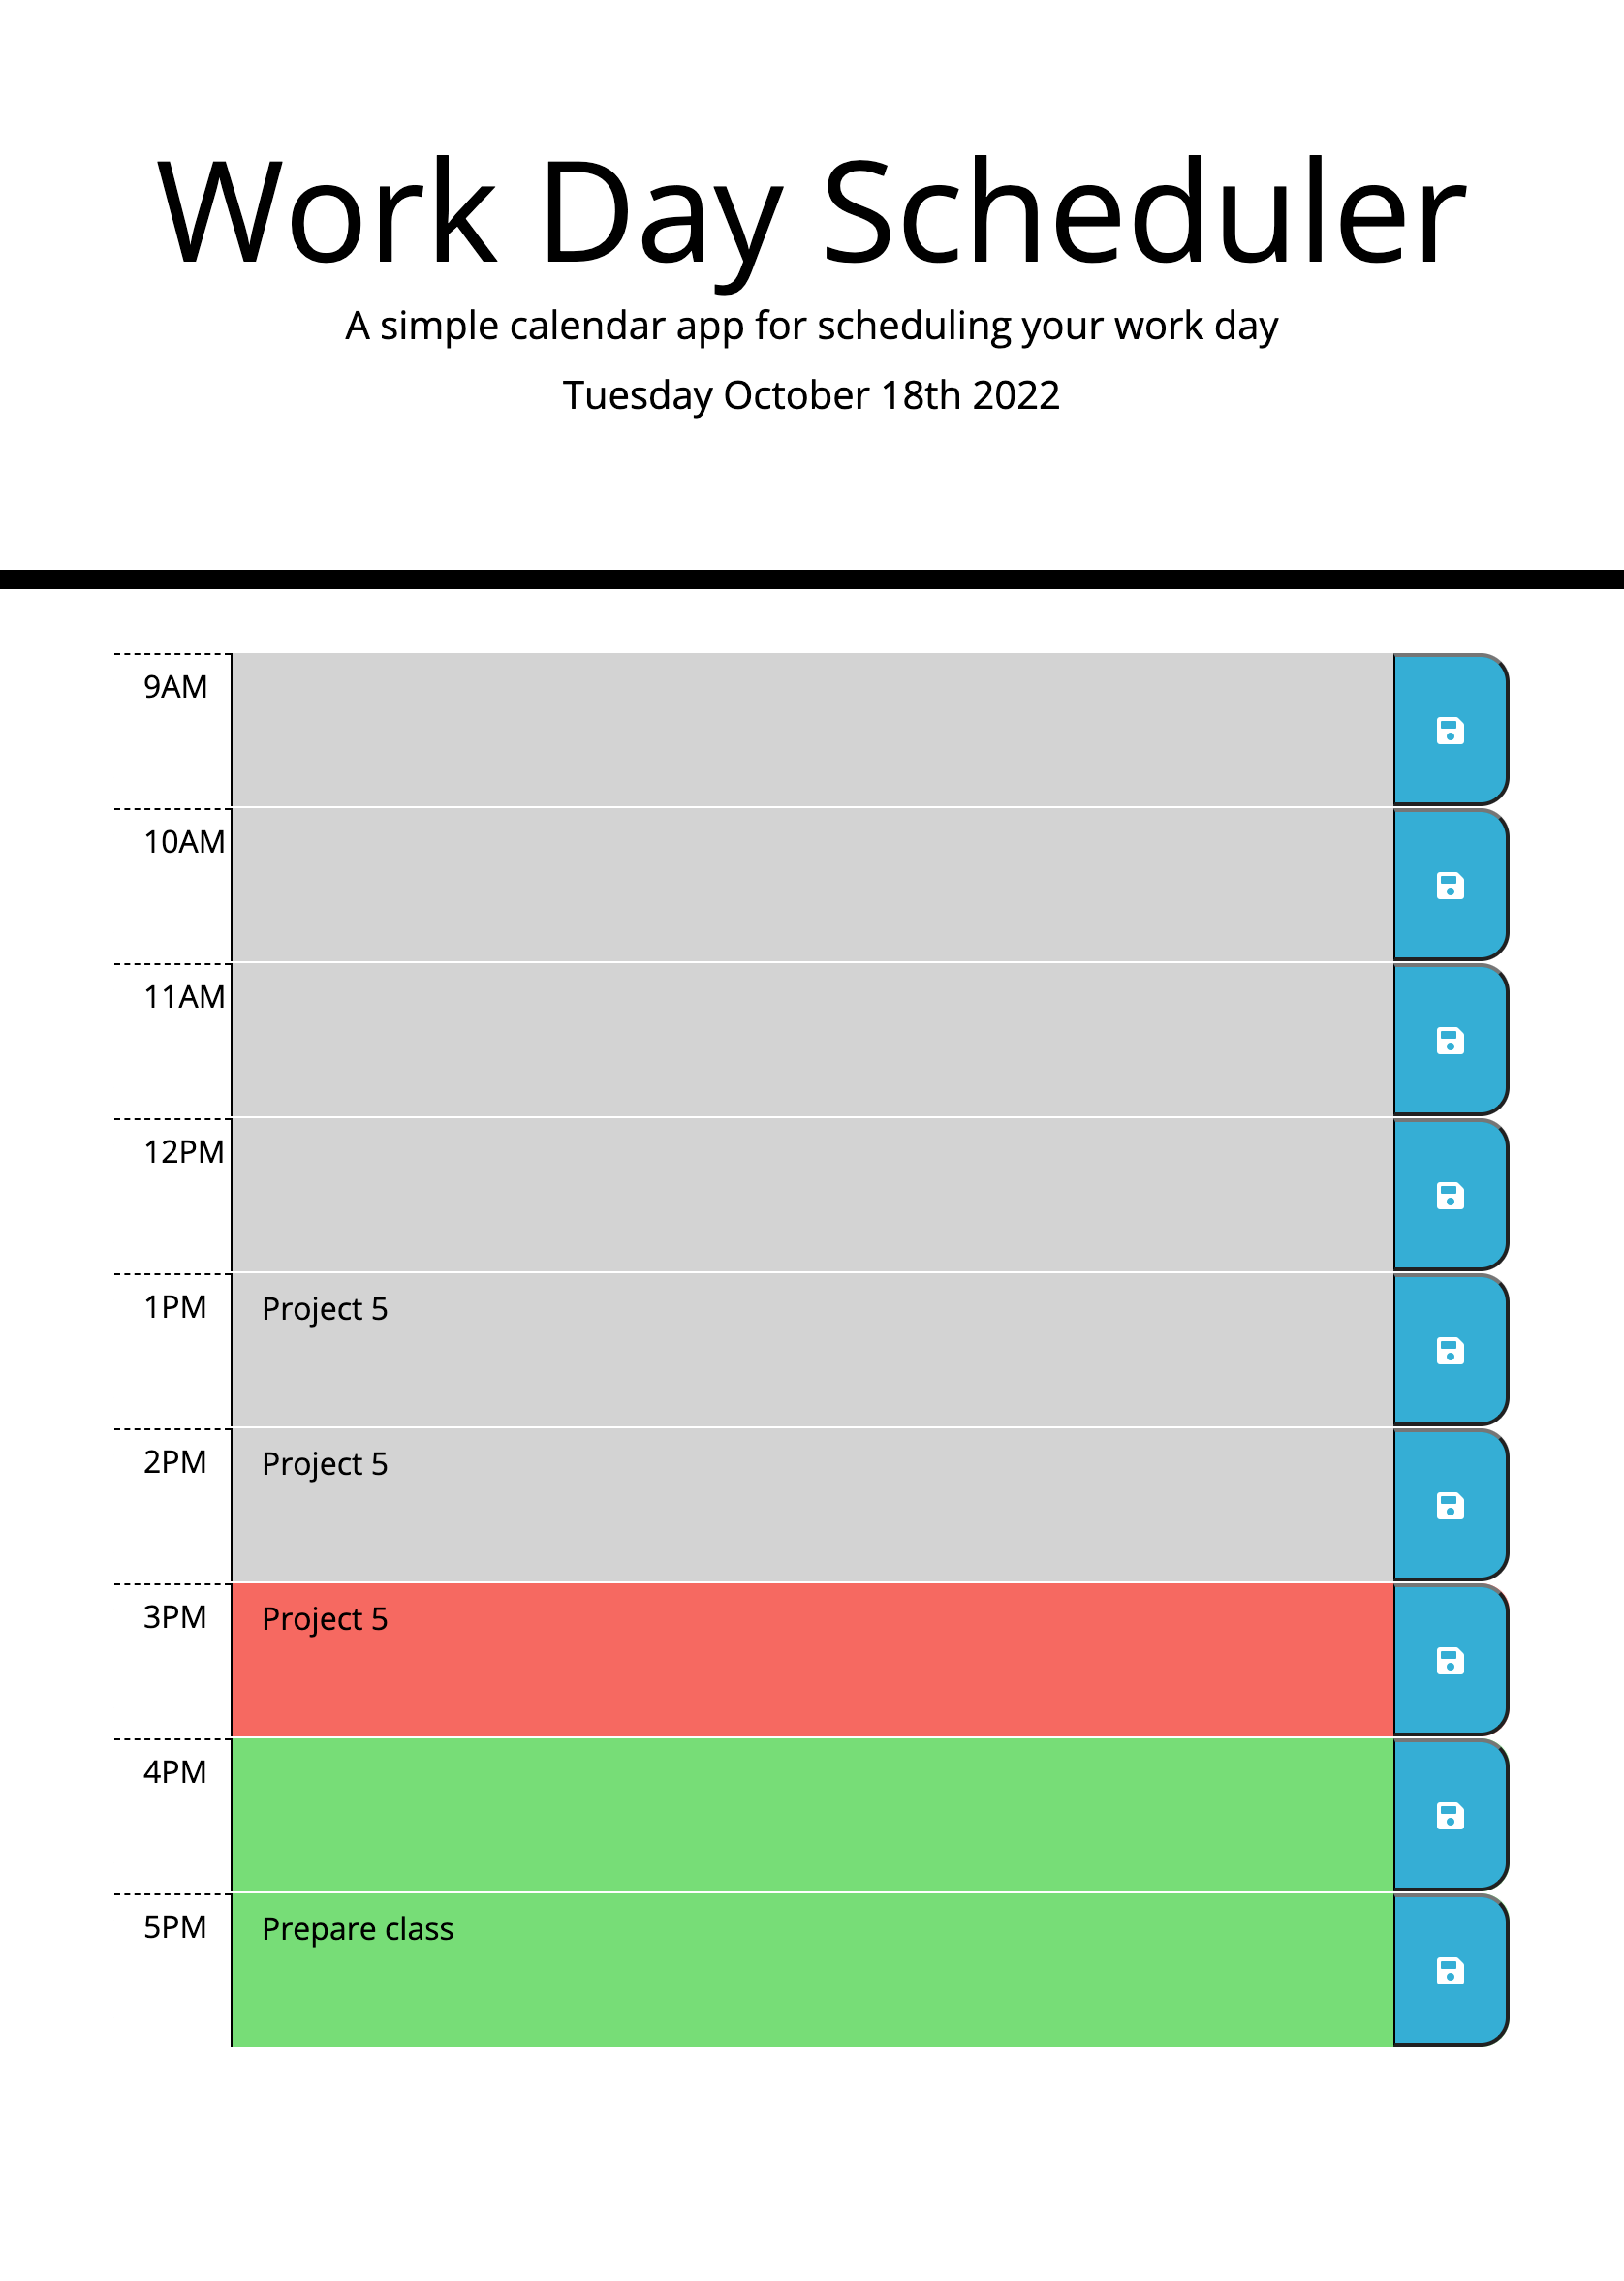 Work Day Scheduler
A simple calendar app for scheduling your work day
Tuesday October 18th 2022
9AM
10AM
11AM
12PM
1PM Project 5
2PM Project 5
3PM Project 5
4PM
5PM Prepare class